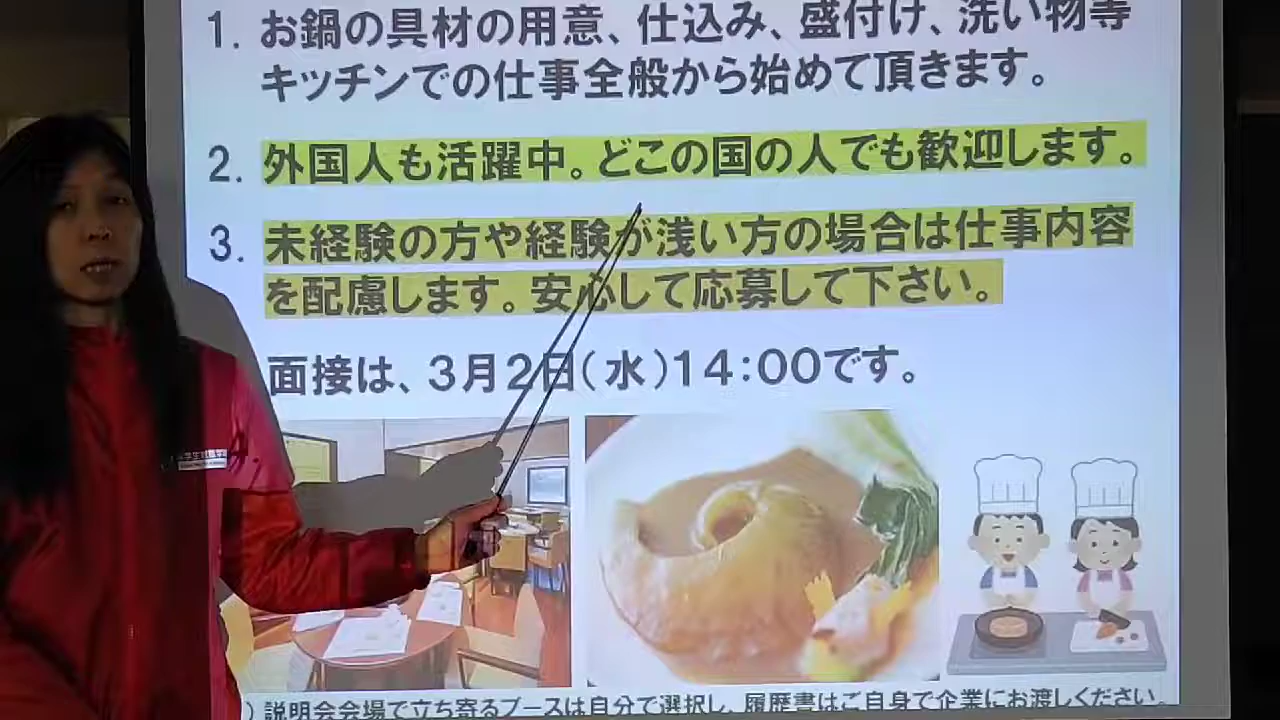 1. お鍋の具材の用意、仕込み、盛付け、洗い物等
キッチンでの仕事全般から始めて頂きます。
2. 外国人も活躍中。どこの国の人でも歓迎します。
3. 未経験の方や経験が浅い方の場合は仕事内容
を配慮します。安心して応募して下さい。
面接は、3月2日(水)14:00です。
) 説明会会場で立ち寄るブースは自分で選択し、履歴書はご自身で企業にお渡しください。